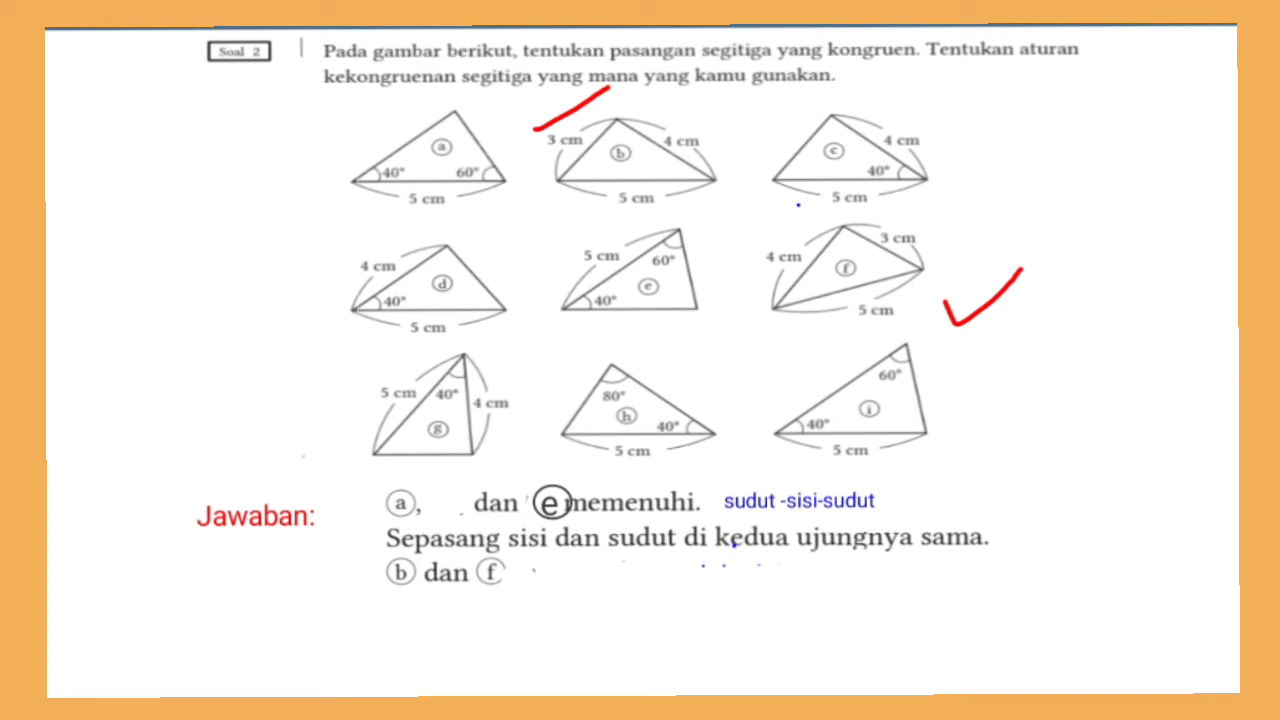 Soal 2
Pada gambar berikut, tentukan pasangan segitiga yang kongruen. Tentukan aturan
kekongruenan segitiga yang mana yang kamu gunakan.
a 40° 60° 5 cm
3 cm b 4 cm 5 cm
c 4 cm 40° 5 cm
4 cm d 40° 5 cm
5 cm 60° e 40°
4 cm f 3 cm 5 cm
5 cm 40° 4 cm g
80° h 40° 5 cm
60° i 40° 5 cm
Jawaban:
a, dan e memenuhi. sudut -sisi-sudut
Sepasang sisi dan sudut di kedua ujungnya sama.
b dan f